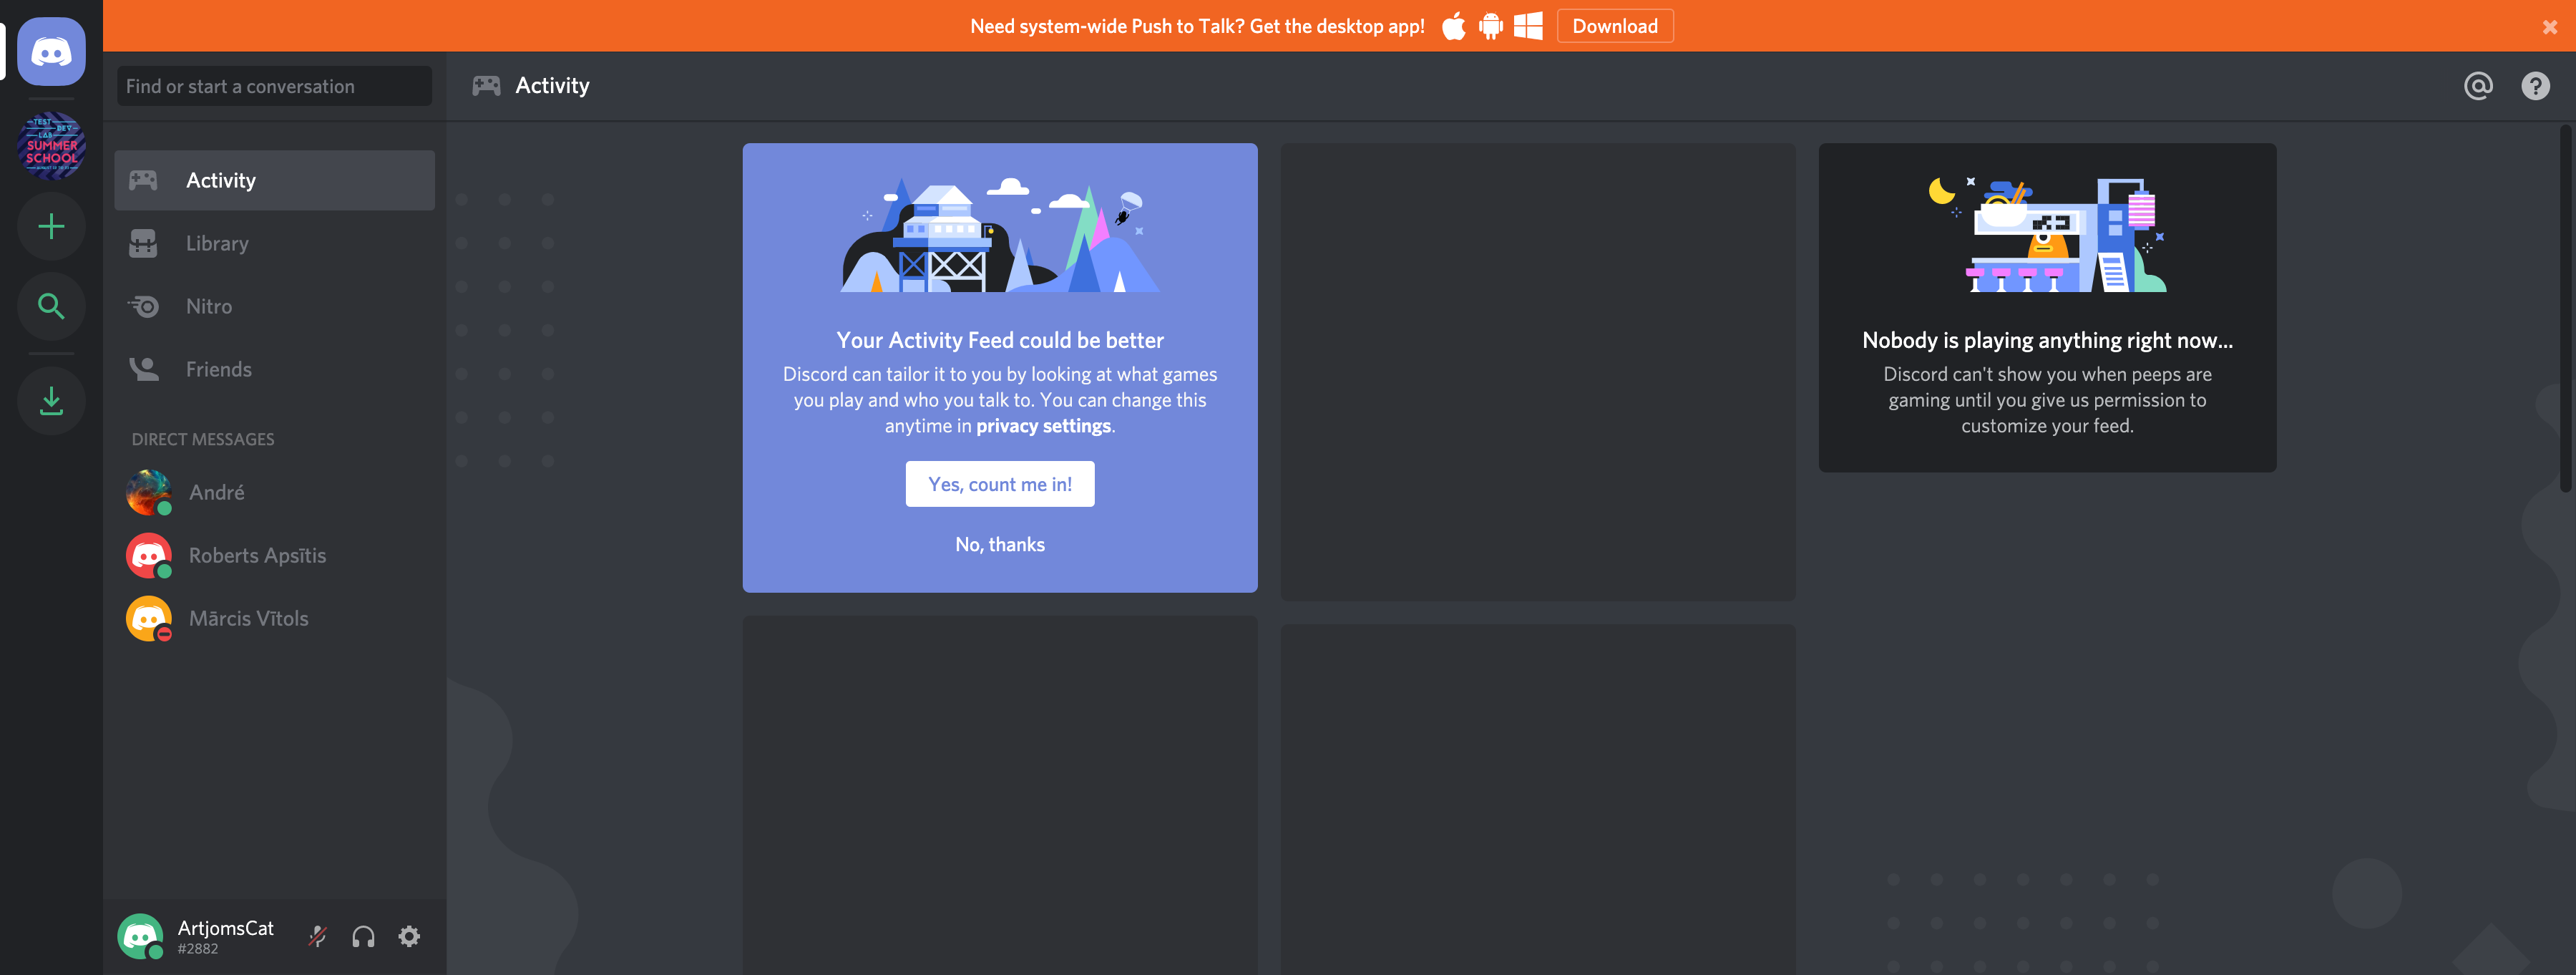 Need system-wide Push to Talk? Get the desktop app!
Download
Find or start a conversation
Activity
TEST
DEV
LAB
SUMMER
SCHOOL
Activity
Library
Nitro
Friends
DIRECT MESSAGES
André
Roberts Apsītis
Mārcis Vītols
ArtjomsCat
#2882
Your Activity Feed could be better
Discord can tailor it to you by looking at what games
you play and who you talk to. You can change this
anytime in privacy settings.
Yes, count me in!
No, thanks
Nobody is playing anything right now...
Discord can't show you when peeps are
gaming until you give us permission to
customize your feed.